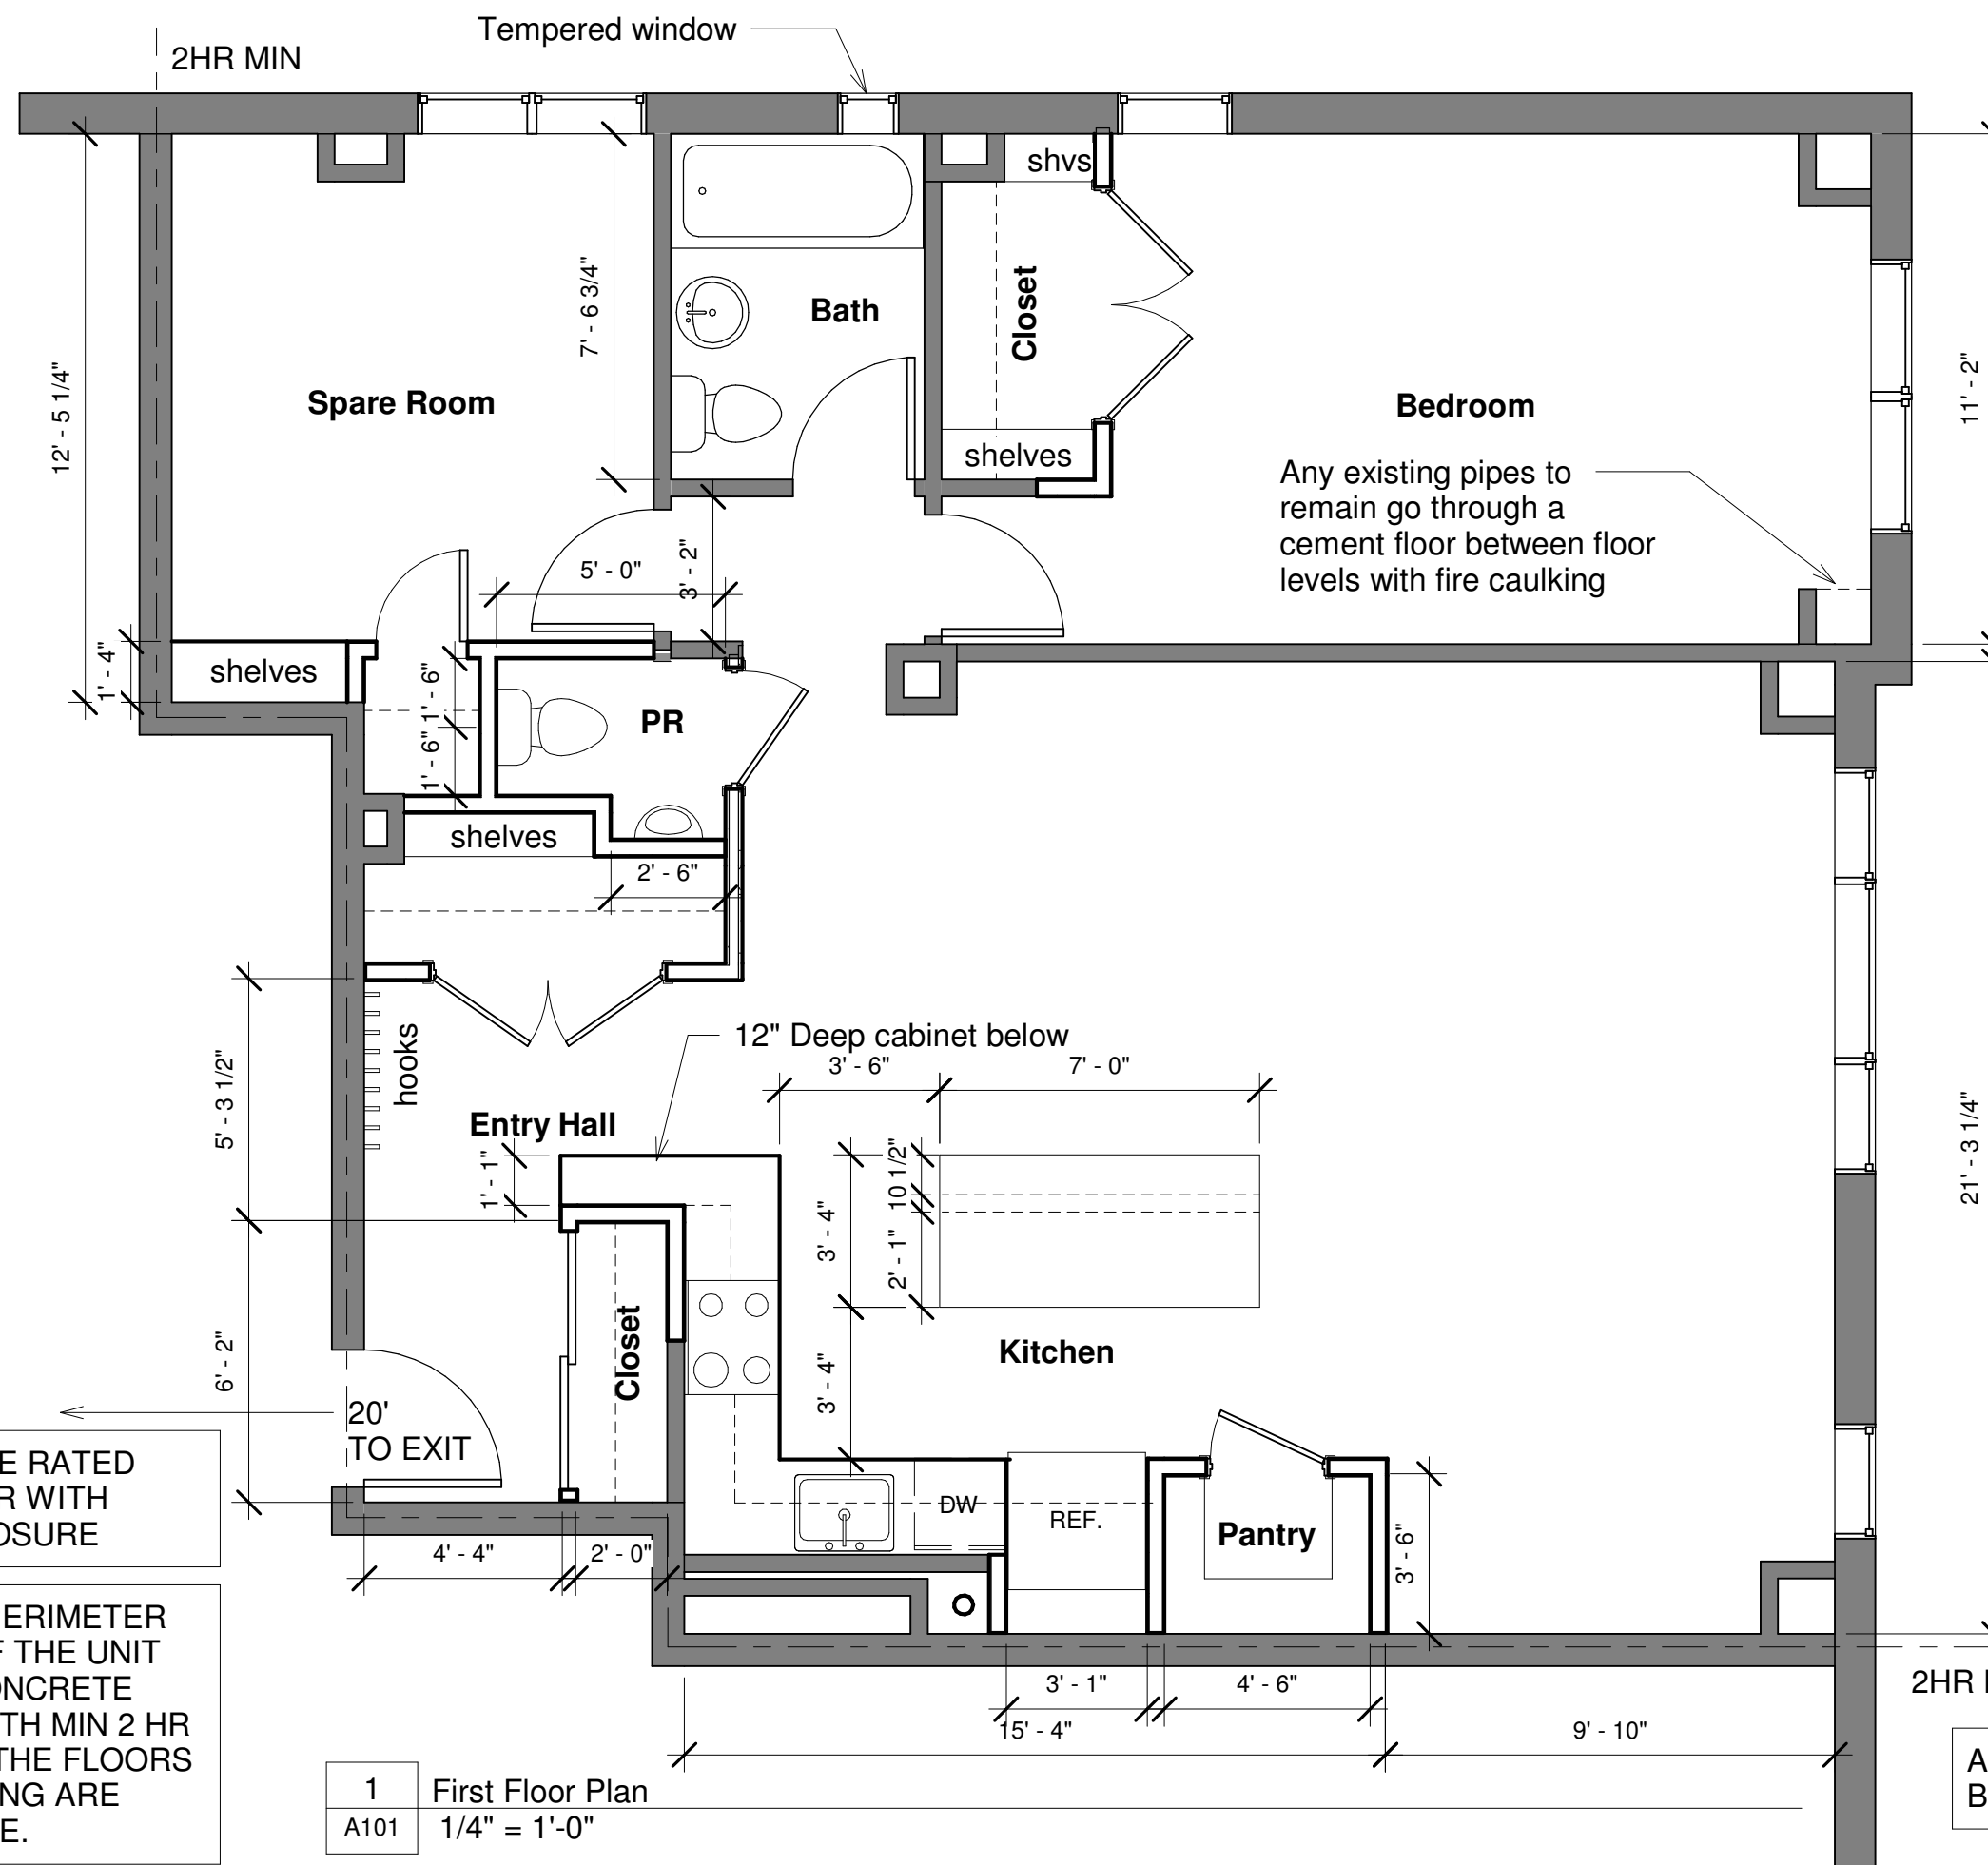 Tempered window
2HR MIN
shvs
7' - 6 3/4"
Bath
Closet
12' - 5 1/4"
Spare Room
Bedroom
11' - 2"
shelves
Any existing pipes to
remain go through a
cement floor between floor
levels with fire caulking
5' - 0"
3' - 2"
1' - 4"
shelves
1' - 6"
1' - 6"
PR
shelves
2' - 6"
hooks
12" Deep cabinet below
3' - 6"
7' - 0"
5' - 3 1/2"
Entry Hall
1' - 1"
10 1/2"
21' - 3 1/4"
3' - 4"
2' - 1"
Closet
Kitchen
6' - 2"
3' - 4"
20'
TO EXIT
E RATED
R WITH
OSURE
DW
REF.
Pantry
3' - 6"
4' - 4"
2' - 0"
ERIMETER
F THE UNIT
ONCRETE
TH MIN 2 HR
THE FLOORS
NG ARE
E.
3' - 1"
4' - 6"
2HR
15' - 4"
9' - 10"
A
B
1
First Floor Plan
A101
1/4" = 1'-0"